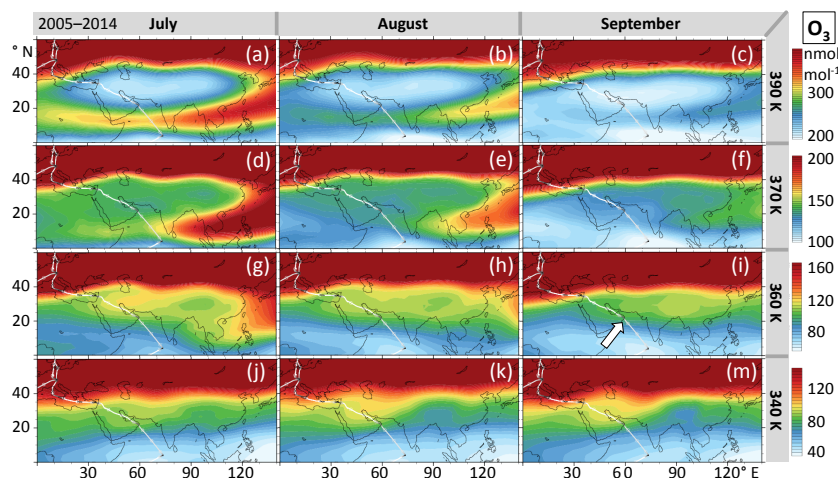 2005–2014 July August September O₃
° N (a) (b) (c) nmol
mol⁻¹
40 300
20 390 K 200
(d) (e) (f) 200
40
20 370 K 150
100
(g) (h) (i) 160
40
20 360 K 120
80
(j) (k) (m)
40 120
20 340 K 80
40
30 60 90 120 30 60 90 120 30 60 90 120° E